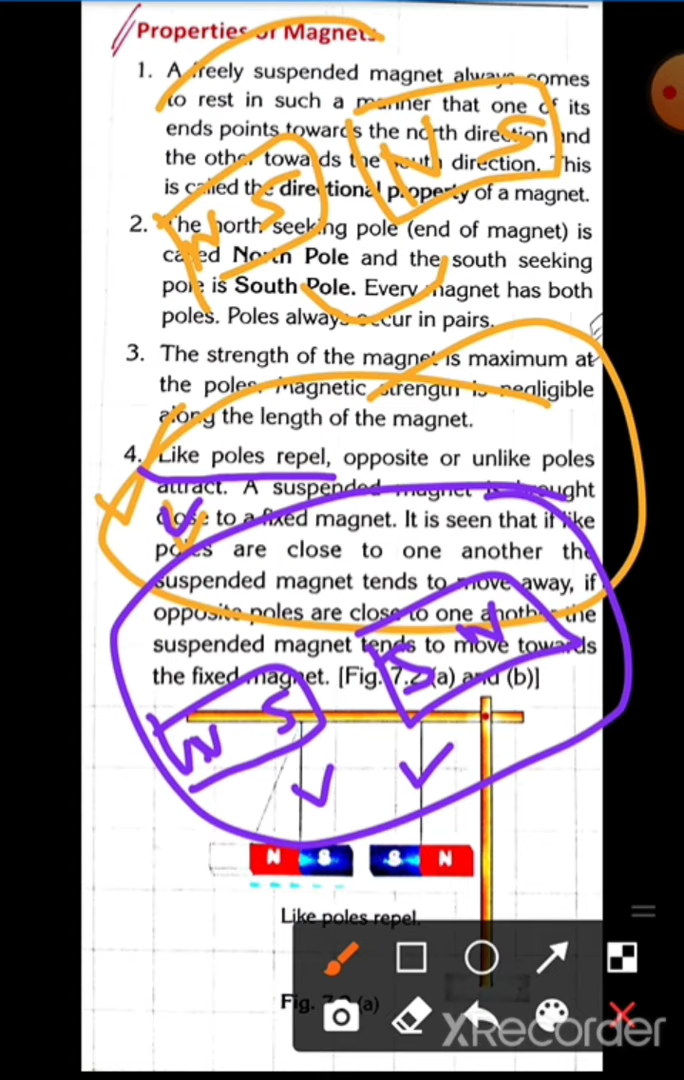 Properties of Magnets
1. A freely suspended magnet always comes
to rest in such a manner that one of its
ends points towards the north direction and
the other towards the south direction. This
is called the directional property of a magnet.
2. The north seeking pole (end of magnet) is
called North Pole and the south seeking
pole is South Pole. Every magnet has both
poles. Poles always occur in pairs.
3. The strength of the magnet is maximum at
the poles. Magnetic strength is negligible
along the length of the magnet.
4. Like poles repel, opposite or unlike poles
attract. A suspended magnet is brought
close to a fixed magnet. It is seen that if like
poles are close to one another the
suspended magnet tends to move away, if
opposite poles are close to one another the
suspended magnet tends to move towards
the fixed magnet. [Fig. 7.2 (a) and (b)]
N S
N S
N S
S N
N S S N
Like poles repel.
Fig. (a)
XRecorder